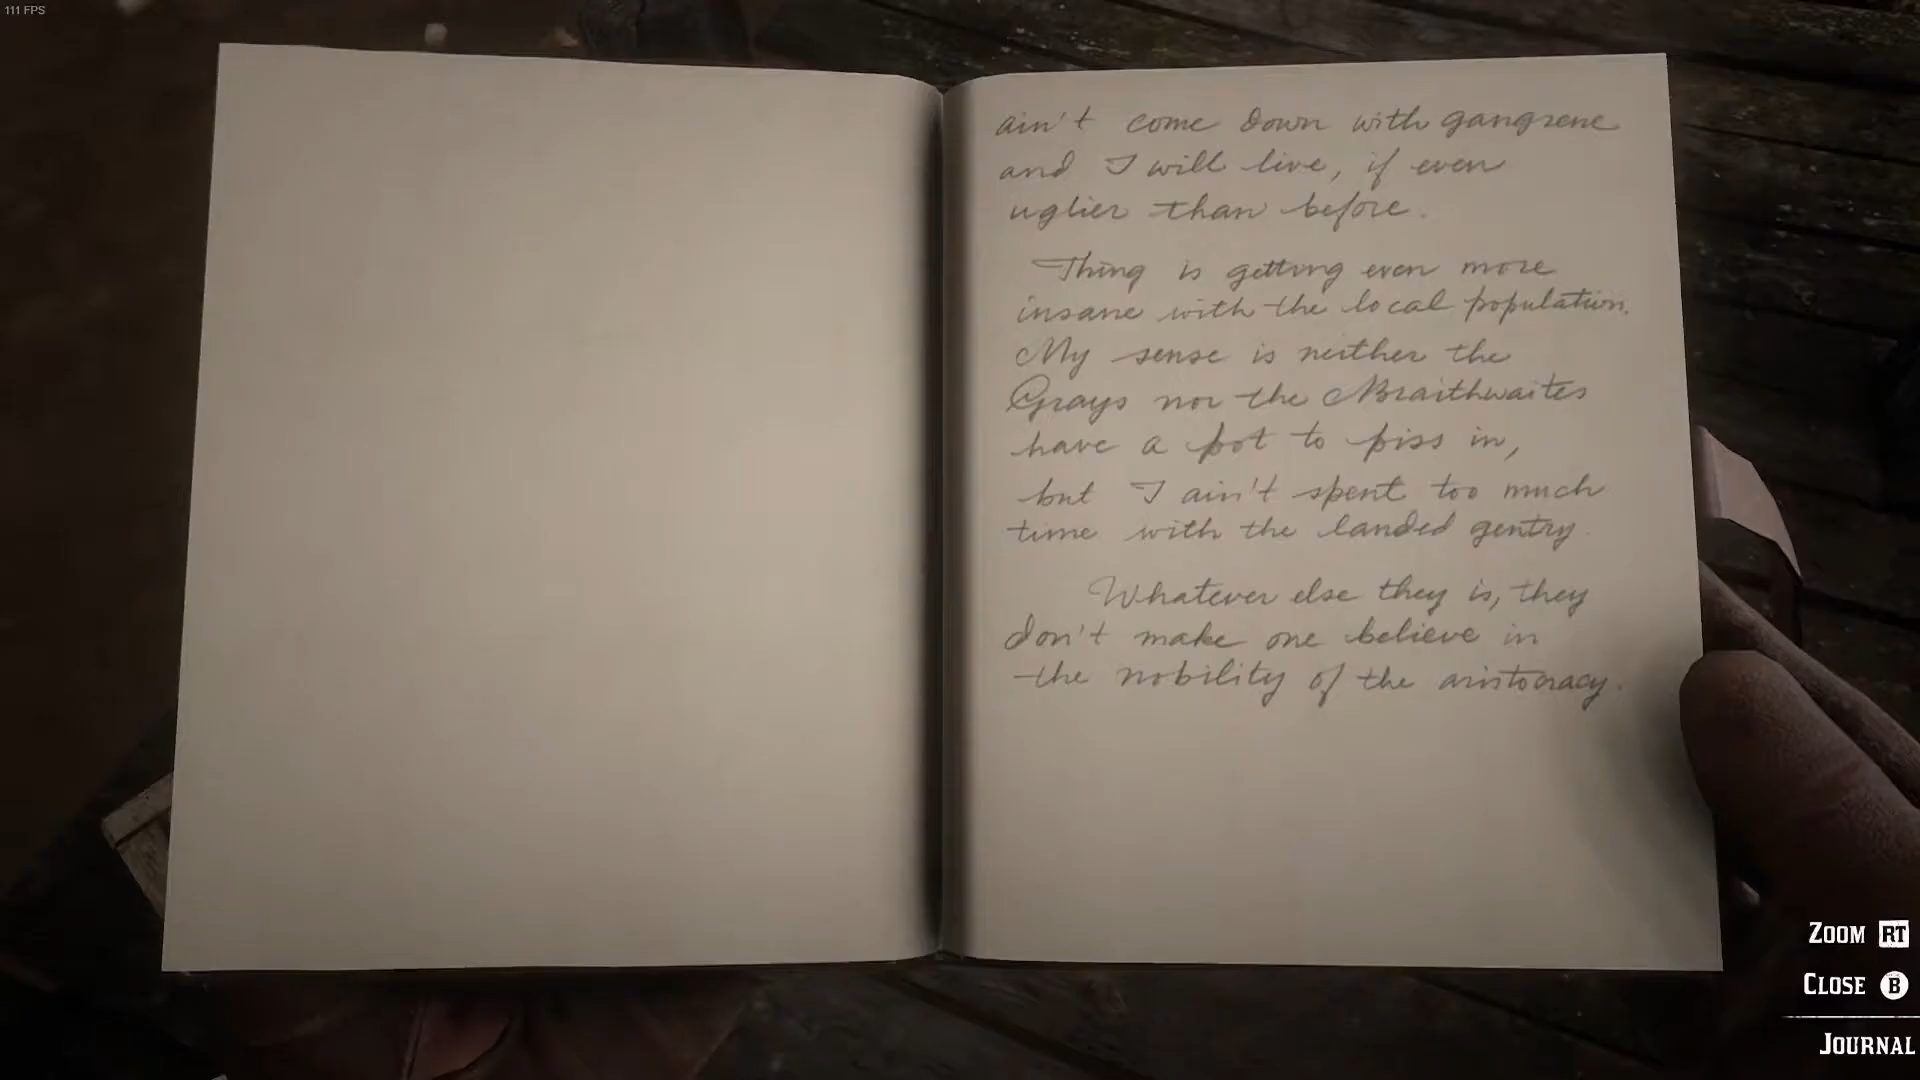 111 FPS
ain't come down with gangrene
and I will live, if even
uglier than before.
Thing is getting even more
insane with the local population.
My sense is neither the
Grays nor the Braithwaites
have a pot to piss in,
but I ain't spent too much
time with the landed gentry.
Whatever else they is, they
don't make one believe in
the nobility of the aristocracy.
ZOOM RT
CLOSE B
JOURNAL